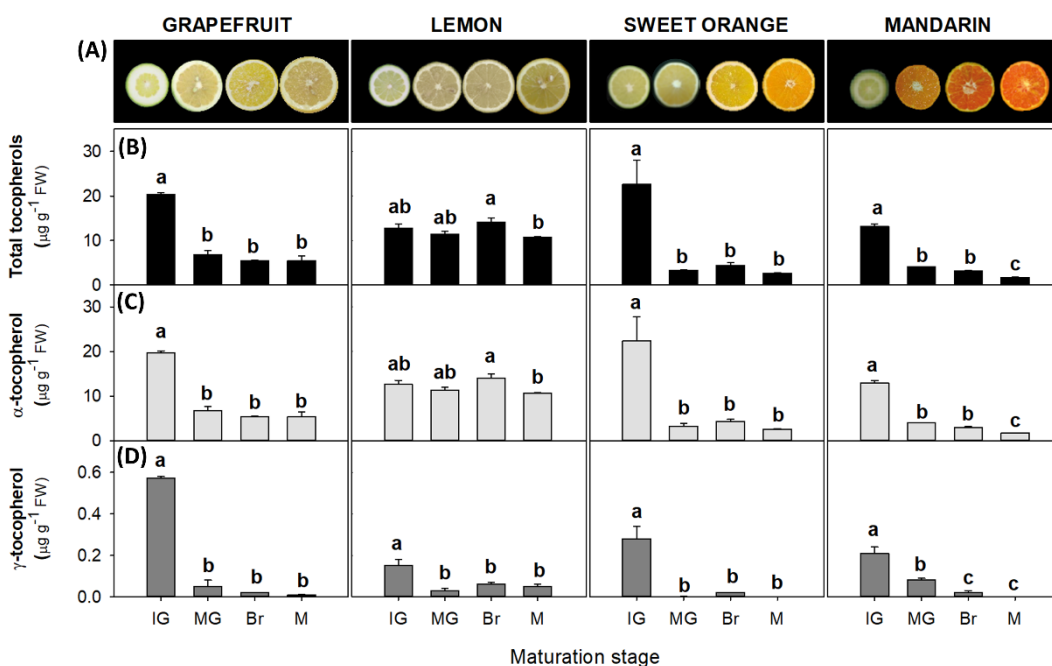 GRAPEFRUIT LEMON SWEET ORANGE MANDARIN
(A)
(B)
Total tocopherols
(µg g⁻¹ FW)
30
20
10
0
a b b b
ab ab a b
a b b b
a b b c
(C)
α-tocopherol
(µg g⁻¹ FW)
30
20
10
0
a b b b
ab ab a b
a b b b
a b b c
(D)
γ-tocopherol
(µg g⁻¹ FW)
0.6
0.4
0.2
0.0
a b b b
a b b b
a b b b
a b c c
IG MG Br M IG MG Br M IG MG Br M IG MG Br M
Maturation stage